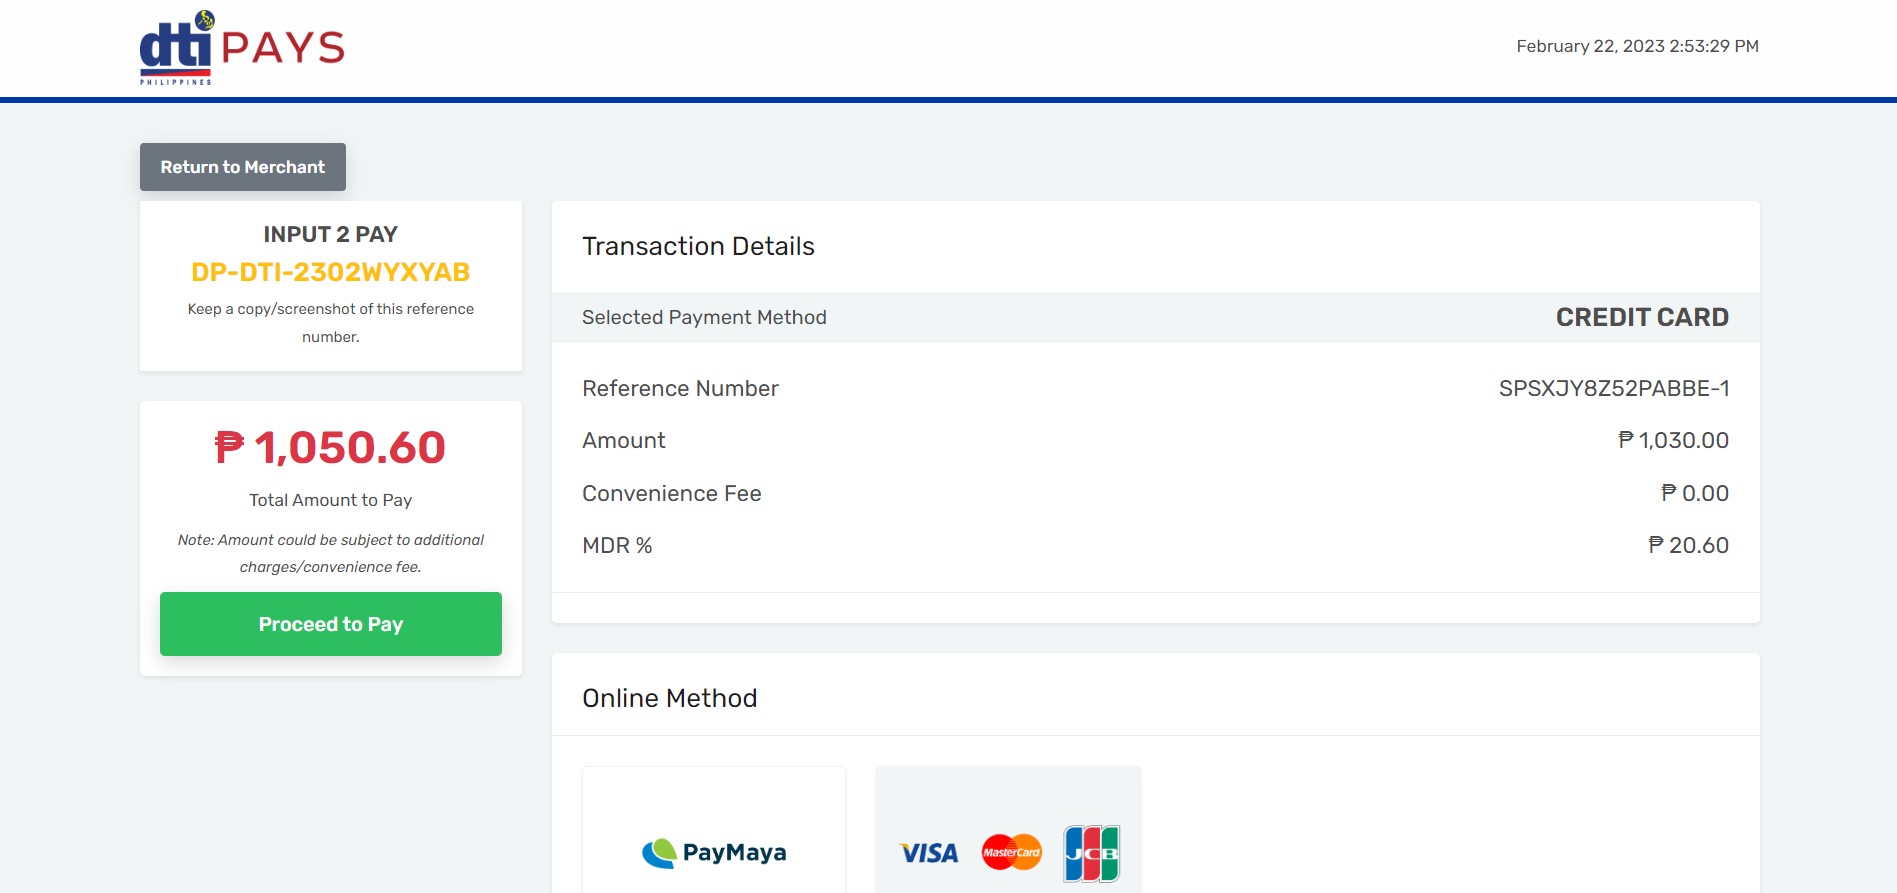 dti PAYS
PHILIPPINES
February 22, 2023 2:53:29 PM
Return to Merchant
INPUT 2 PAY
DP-DTI-2302WYXYAB
Keep a copy/screenshot of this reference
number.
₱ 1,050.60
Total Amount to Pay
Note: Amount could be subject to additional
charges/convenience fee.
Proceed to Pay
Transaction Details
Selected Payment Method CREDIT CARD
Reference Number SPSXJY8Z52PABBE-1
Amount ₱ 1,030.00
Convenience Fee ₱ 0.00
MDR % ₱ 20.60
Online Method
PayMaya
VISA MasterCard JCB